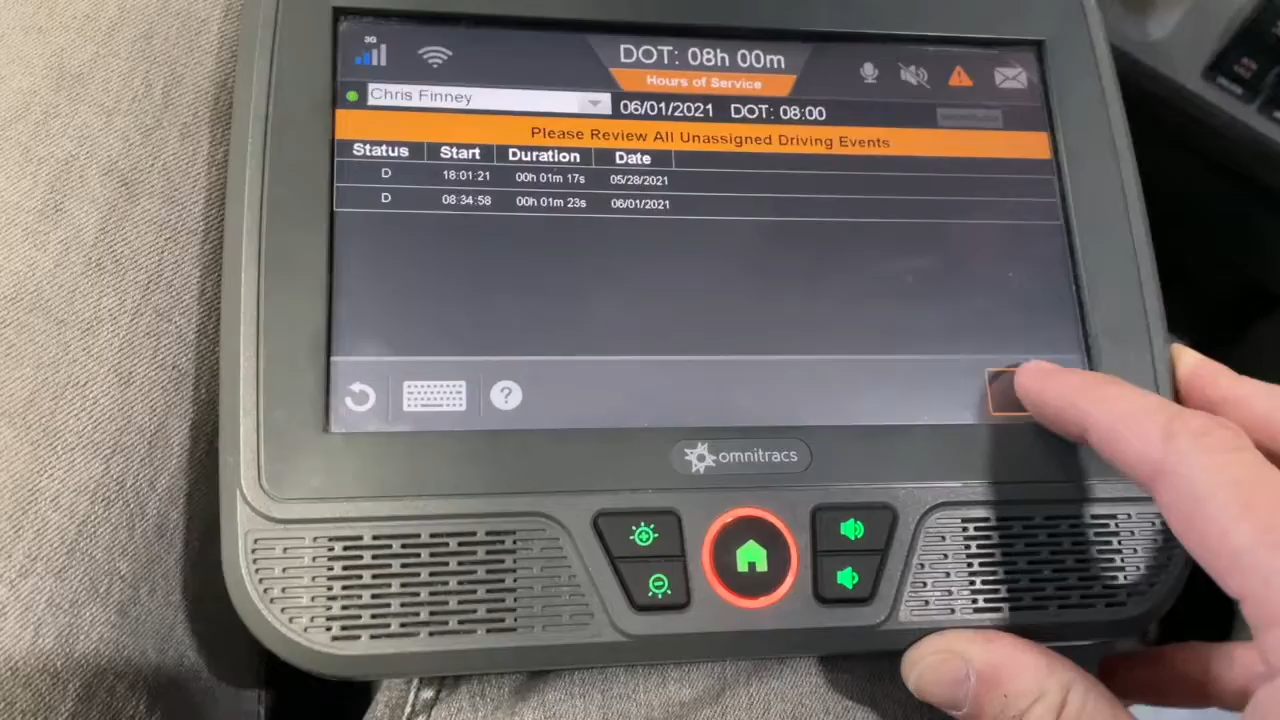 3G
DOT: 08h 00m
Hours of Service
Chris Finney
06/01/2021 DOT: 08:00
Please Review All Unassigned Driving Events
Status Start Duration Date
D 18:01:21 00h 01m 17s 05/28/2021
D 08:34:58 00h 01m 23s 06/01/2021
?
omnitracs